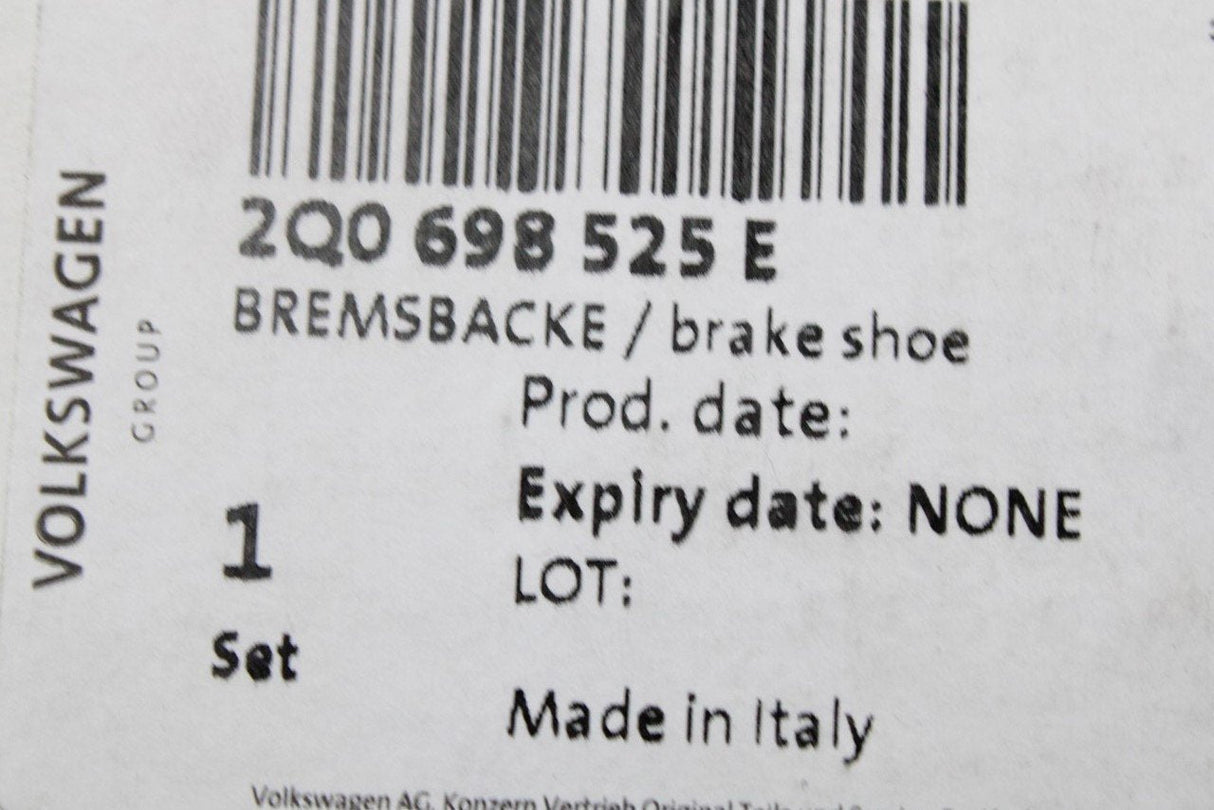 VOLKSWAGEN
GROUP
2Q0 698 525 E
BREMSBACKE / brake shoe
Prod. date:
Expiry date: NONE
LOT:
1
Set
Made in Italy
Volkswagen AG, Konzern Vertrieb Original Teile und